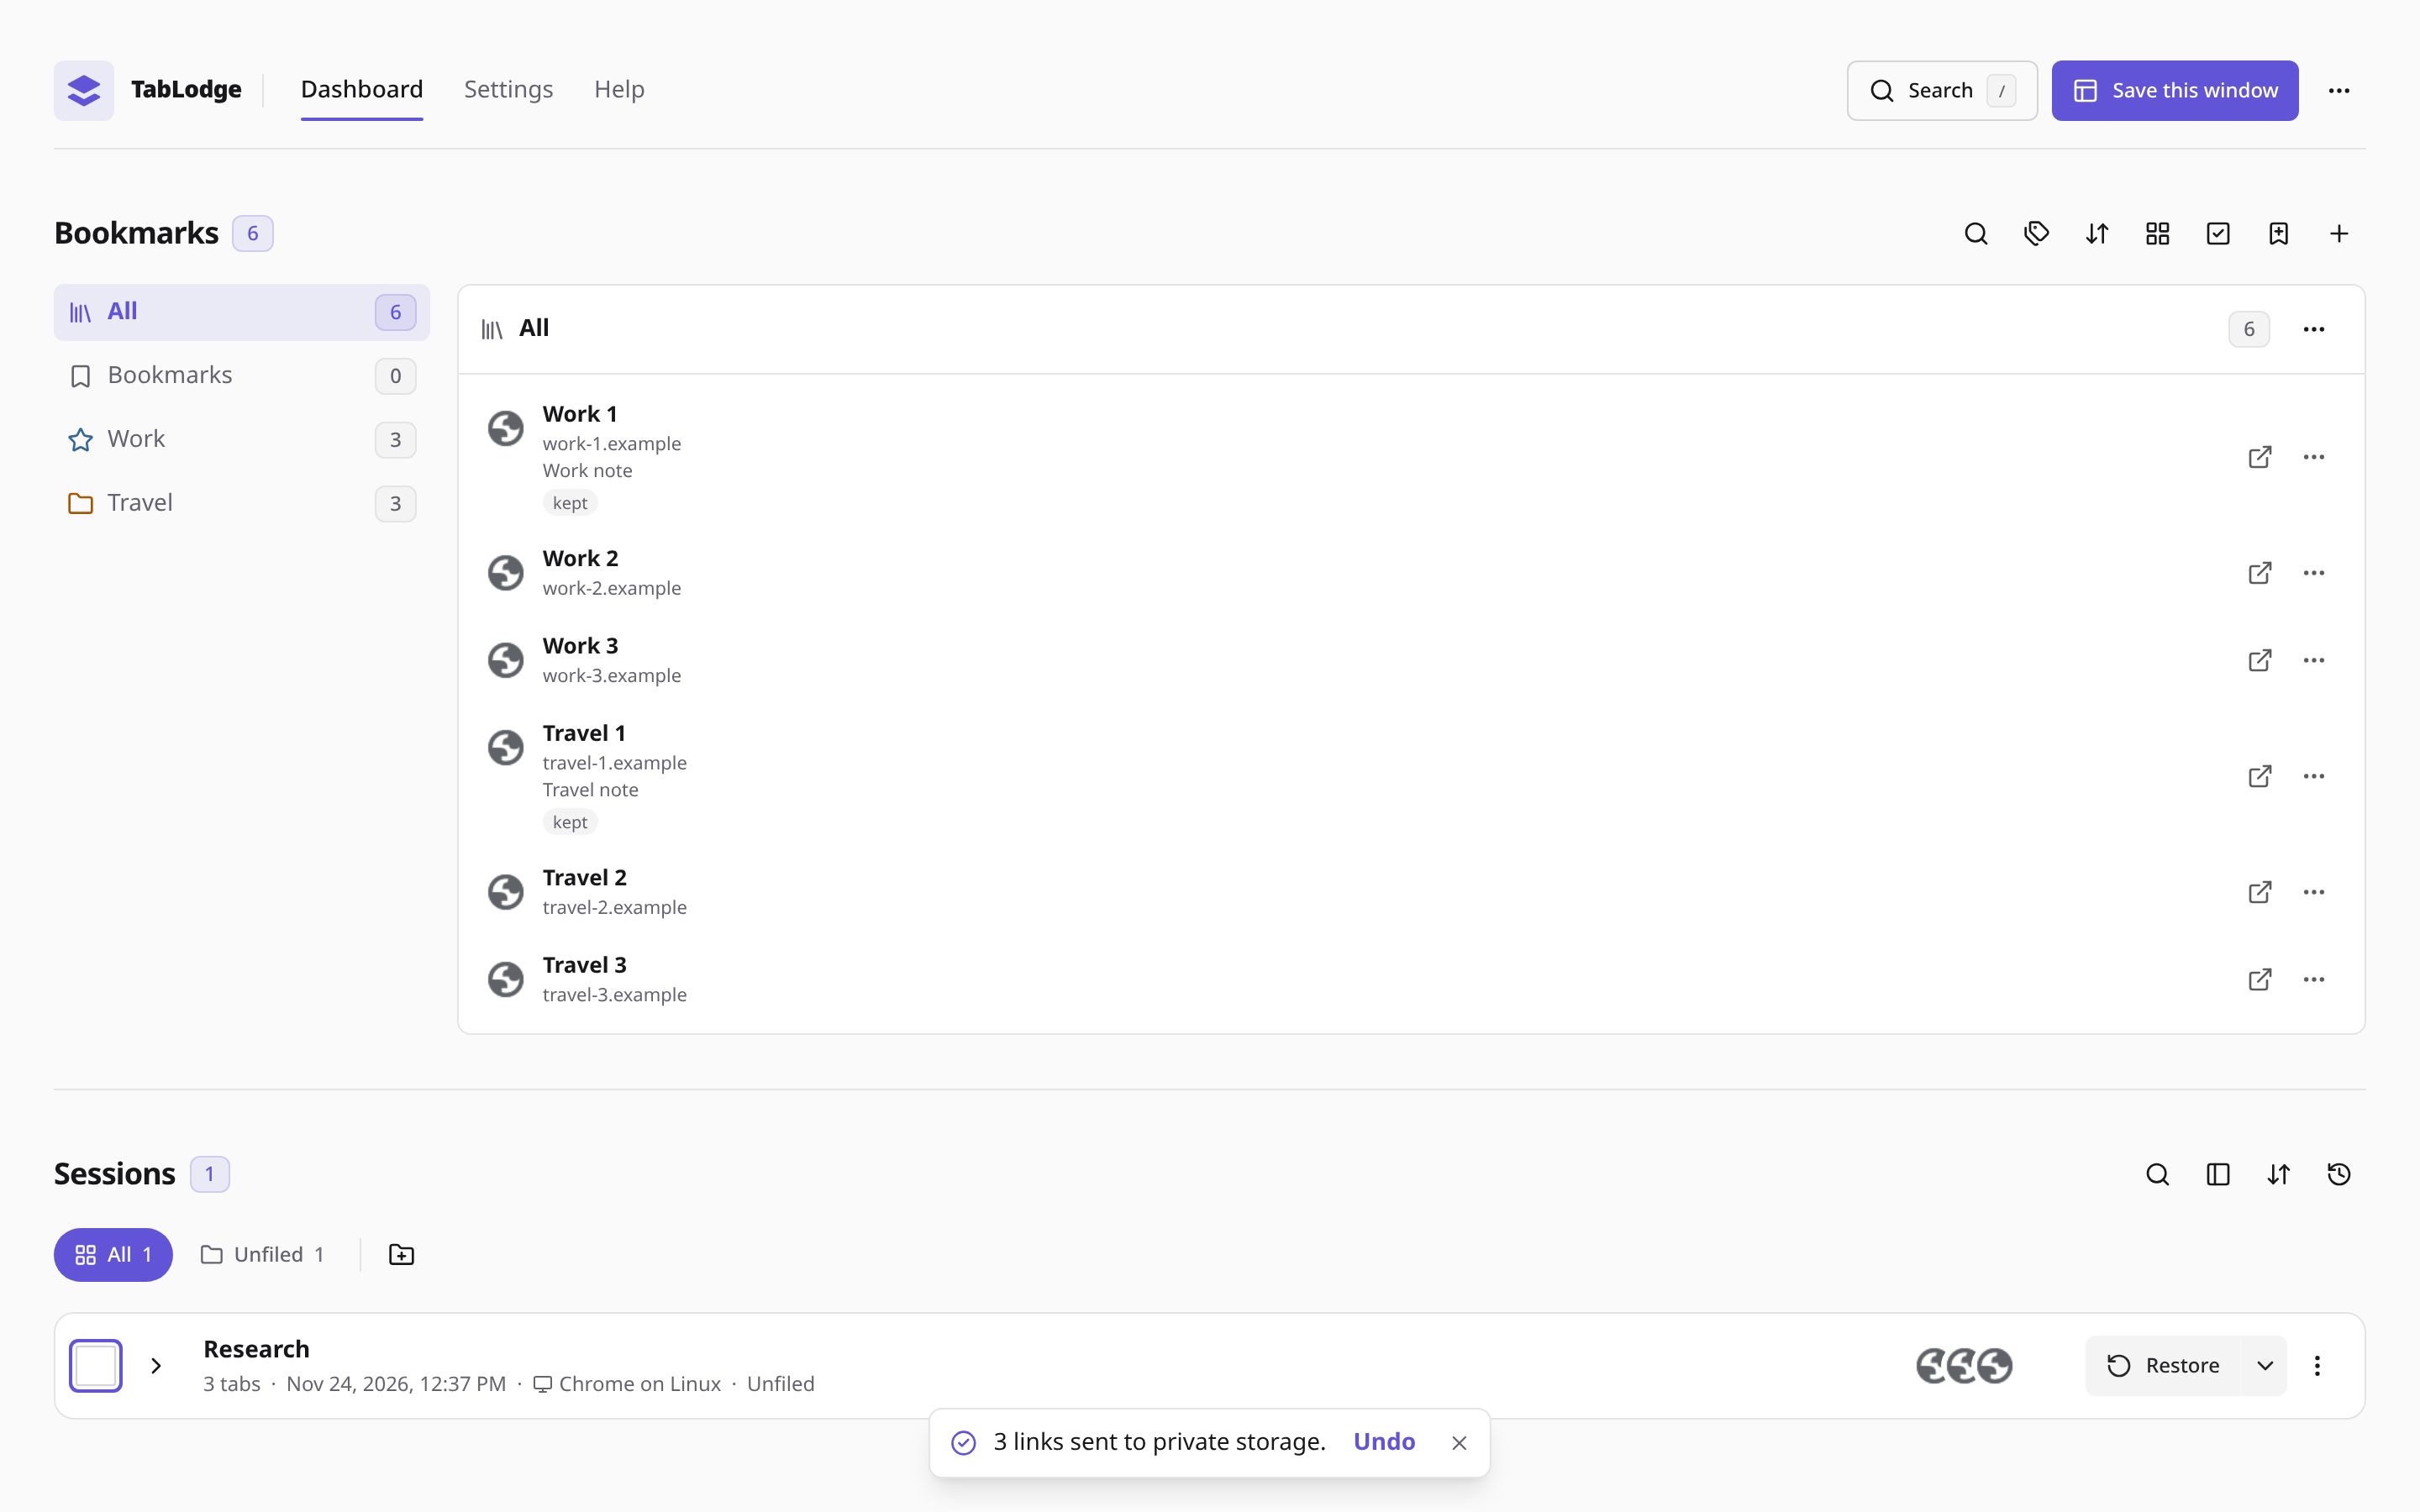 TabLodge
Dashboard
Settings
Help
Search /
Save this window
Bookmarks 6
All 6
Bookmarks 0
Work 3
Travel 3
All 6
Work 1
work-1.example
Work note
kept
Work 2
work-2.example
Work 3
work-3.example
Travel 1
travel-1.example
Travel note
kept
Travel 2
travel-2.example
Travel 3
travel-3.example
Sessions 1
All 1
Unfiled 1
Research
3 tabs · Nov 24, 2026, 12:37 PM · Chrome on Linux · Unfiled
Restore
3 links sent to private storage. Undo